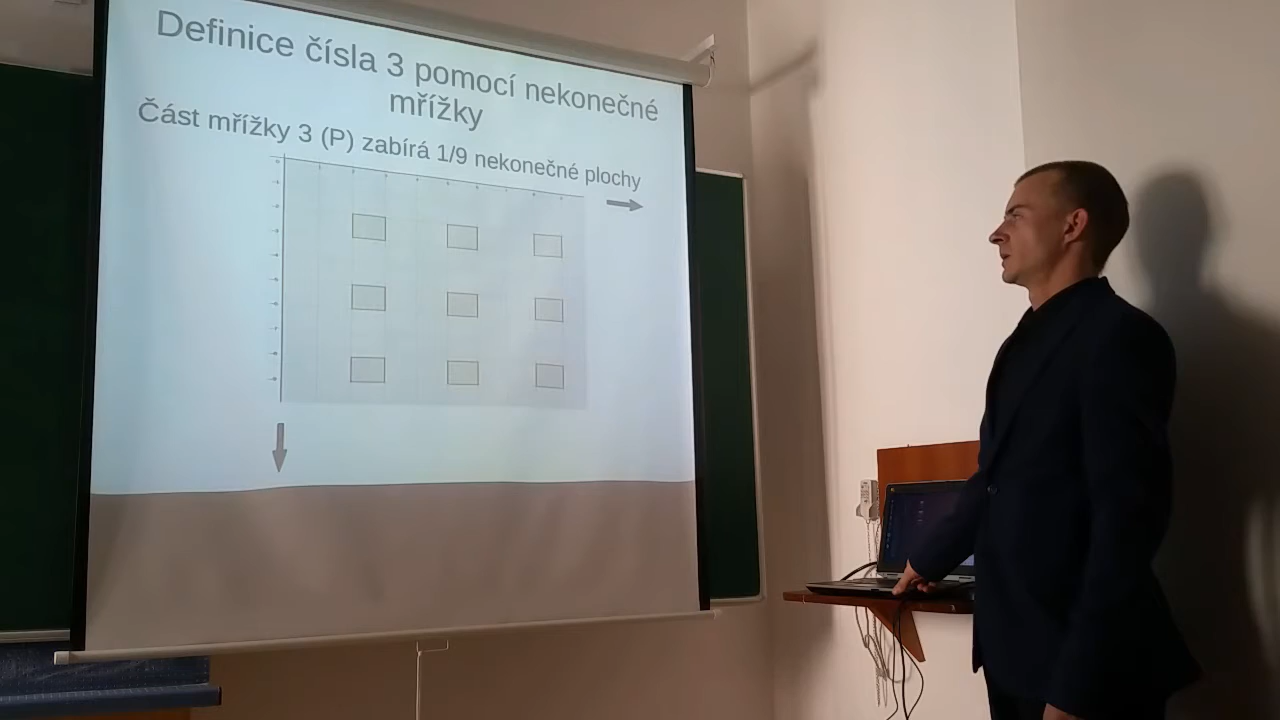 Definice čísla 3 pomocí nekonečné
mřížky
Část mřížky 3 (P) zabírá 1/9 nekonečné plochy